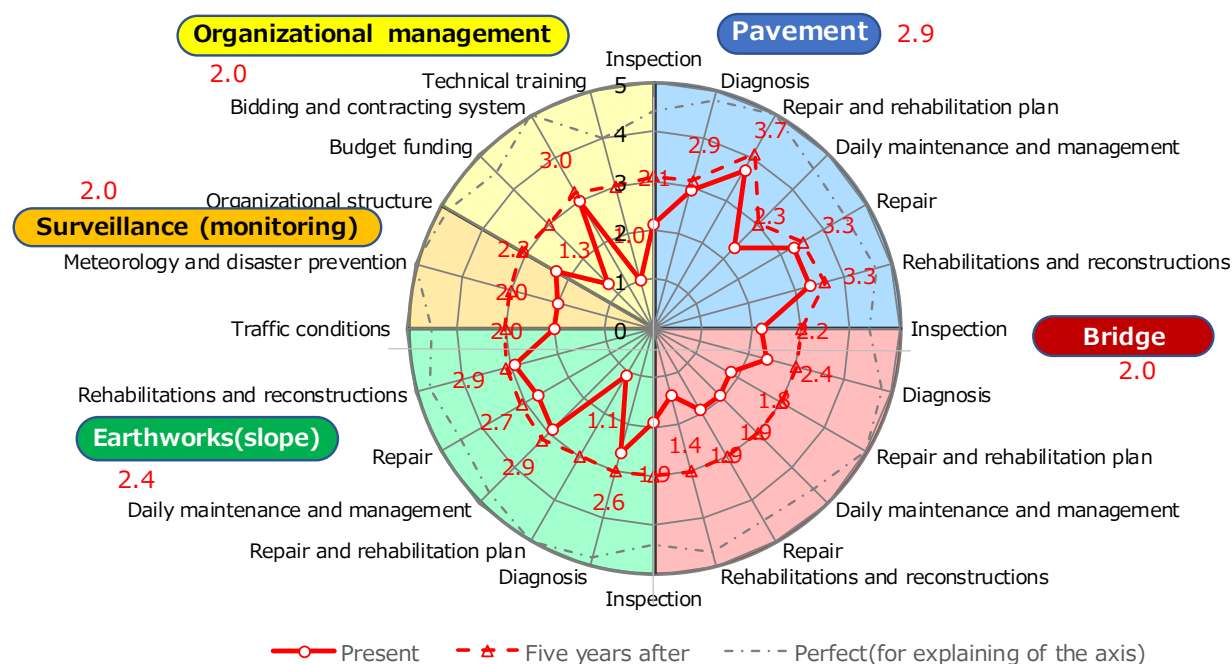 Organizational management
2.0
Pavement
2.9
Inspection
Technical training
Diagnosis
Bidding and contracting system
Repair and rehabilitation plan
Budget funding
Daily maintenance and management
2.0
Organizational structure
Repair
Surveillance (monitoring)
Meteorology and disaster prevention
Rehabilitations and reconstructions
Traffic conditions
Inspection
Bridge
2.0
Rehabilitations and reconstructions
Diagnosis
Earthworks(slope)
2.4
Repair
Repair and rehabilitation plan
Daily maintenance and management
Daily maintenance and management
Repair and rehabilitation plan
Repair
Diagnosis
Rehabilitations and reconstructions
Inspection
5
4
3
2
1
0
2.1
2.9
3.7
2.3
3.3
3.3
2.2
2.4
1.8
1.9
1.9
1.4
1.9
2.6
1.1
2.9
2.7
2.9
2.0
2.0
2.3
1.3
3.0
1.0
Present
Five years after
Perfect(for explaining of the axis)